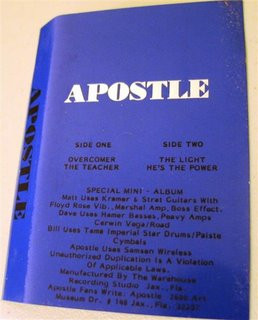 APOSTLE
APOSTLE
SIDE ONE
SIDE TWO
OVERCOMER
THE LIGHT
THE TEACHER
HE'S THE POWER
SPECIAL MINI - ALBUM
Matt Uses Kramer & Strat Guitars With
Floyd Rose Vib., Marshal Amp, Boss Effect.
Dave Uses Hamer Basses, Peavy Amps
Cerwin Vega/Road
Bill Uses Tama Imperial Star Drums/Paiste
Cymbals
Apostle Uses Samson Wireless
Unauthorized Duplication Is A Violation
Of Applicable Laws.
Manufactured By The Warehouse
Recording Studio Jax., Fla.
Apostle Fans Write: Apostle Art
Museum Dr. # Jax, Fla.